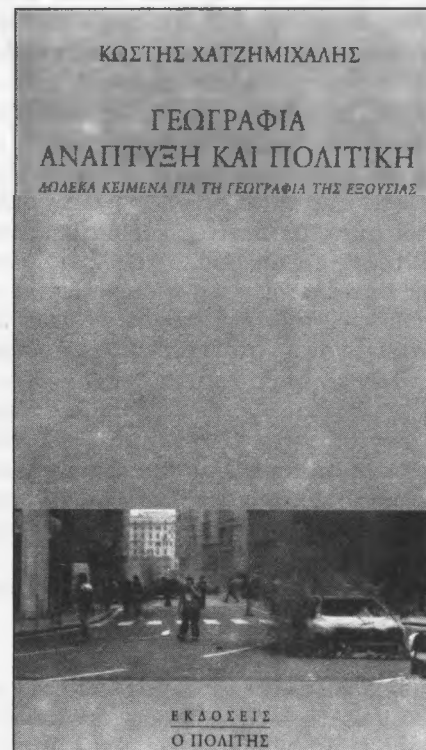 ΚΩΣΤΗΣ ΧΑΤΖΗΜΙΧΑΛΗΣ
ΓΕΩΓΡΑΦΙΑ
ΑΝΑΠΤΥΞΗ ΚΑΙ ΠΟΛΙΤΙΚΗ
ΔΩΔΕΚΑ ΚΕΙΜΕΝΑ ΓΙΑ ΤΗ ΓΕΩΓΡΑΦΙΑ ΤΗΣ ΕΞΟΥΣΙΑΣ
ΕΚΔΟΣΕΙΣ
Ο ΠΟΛΙΤΗΣ